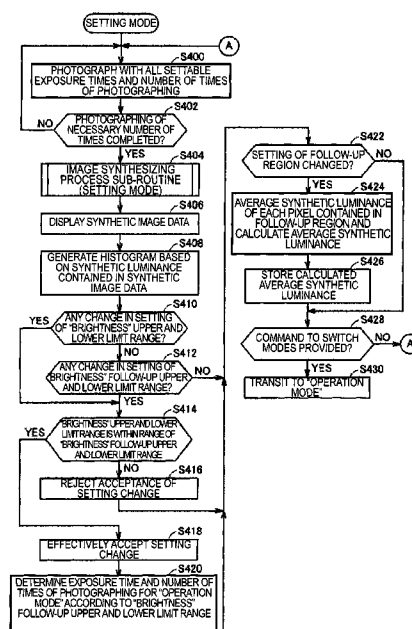 SETTING MODE
A
S400
PHOTOGRAPH WITH ALL SETTABLE
EXPOSURE TIMES AND NUMBER OF TIMES
OF PHOTOGRAPHING
S402
PHOTOGRAPHING OF
NECESSARY NUMBER OF
TIMES COMPLETED?
NO
YES
S404
IMAGE SYNTHESIZING
PROCESS SUB-ROUTINE
(SETTING MODE)
S406
DISPLAY SYNTHETIC IMAGE DATA
S408
GENERATE HISTOGRAM BASED
ON SYNTHETIC LUMINANCE
CONTAINED IN SYNTHETIC
IMAGE DATA
S410
ANY CHANGE IN SETTING
OF "BRIGHTNESS" UPPER AND
LOWER LIMIT RANGE?
YES
NO
S412
ANY CHANGE IN SETTING OF
"BRIGHTNESS" FOLLOW-UP UPPER
AND LOWER LIMIT RANGE?
NO
YES
S414
"BRIGHTNESS" UPPER AND LOWER
LIMIT RANGE IS WITHIN RANGE OF
"BRIGHTNESS" FOLLOW-UP UPPER
AND LOWER LIMIT RANGE
YES
NO
S416
REJECT ACCEPTANCE OF
SETTING CHANGE
S418
EFFECTIVELY ACCEPT SETTING
CHANGE
S420
DETERMINE EXPOSURE TIME AND NUMBER OF
TIMES OF PHOTOGRAPHING FOR "OPERATION
MODE" ACCORDING TO "BRIGHTNESS"
FOLLOW-UP UPPER AND LOWER LIMIT RANGE
S422
SETTING OF FOLLOW-UP
REGION CHANGED?
NO
YES
S424
AVERAGE SYNTHETIC LUMINANCE
OF EACH PIXEL CONTAINED IN
FOLLOW-UP REGION AND
CALCULATE AVERAGE SYNTHETIC
LUMINANCE
S426
STORE CALCULATED
AVERAGE SYNTHETIC
LUMINANCE
S428
COMMAND TO SWITCH
MODES PROVIDED?
NO
A
YES
S430
TRANSIT TO "OPERATION
MODE"